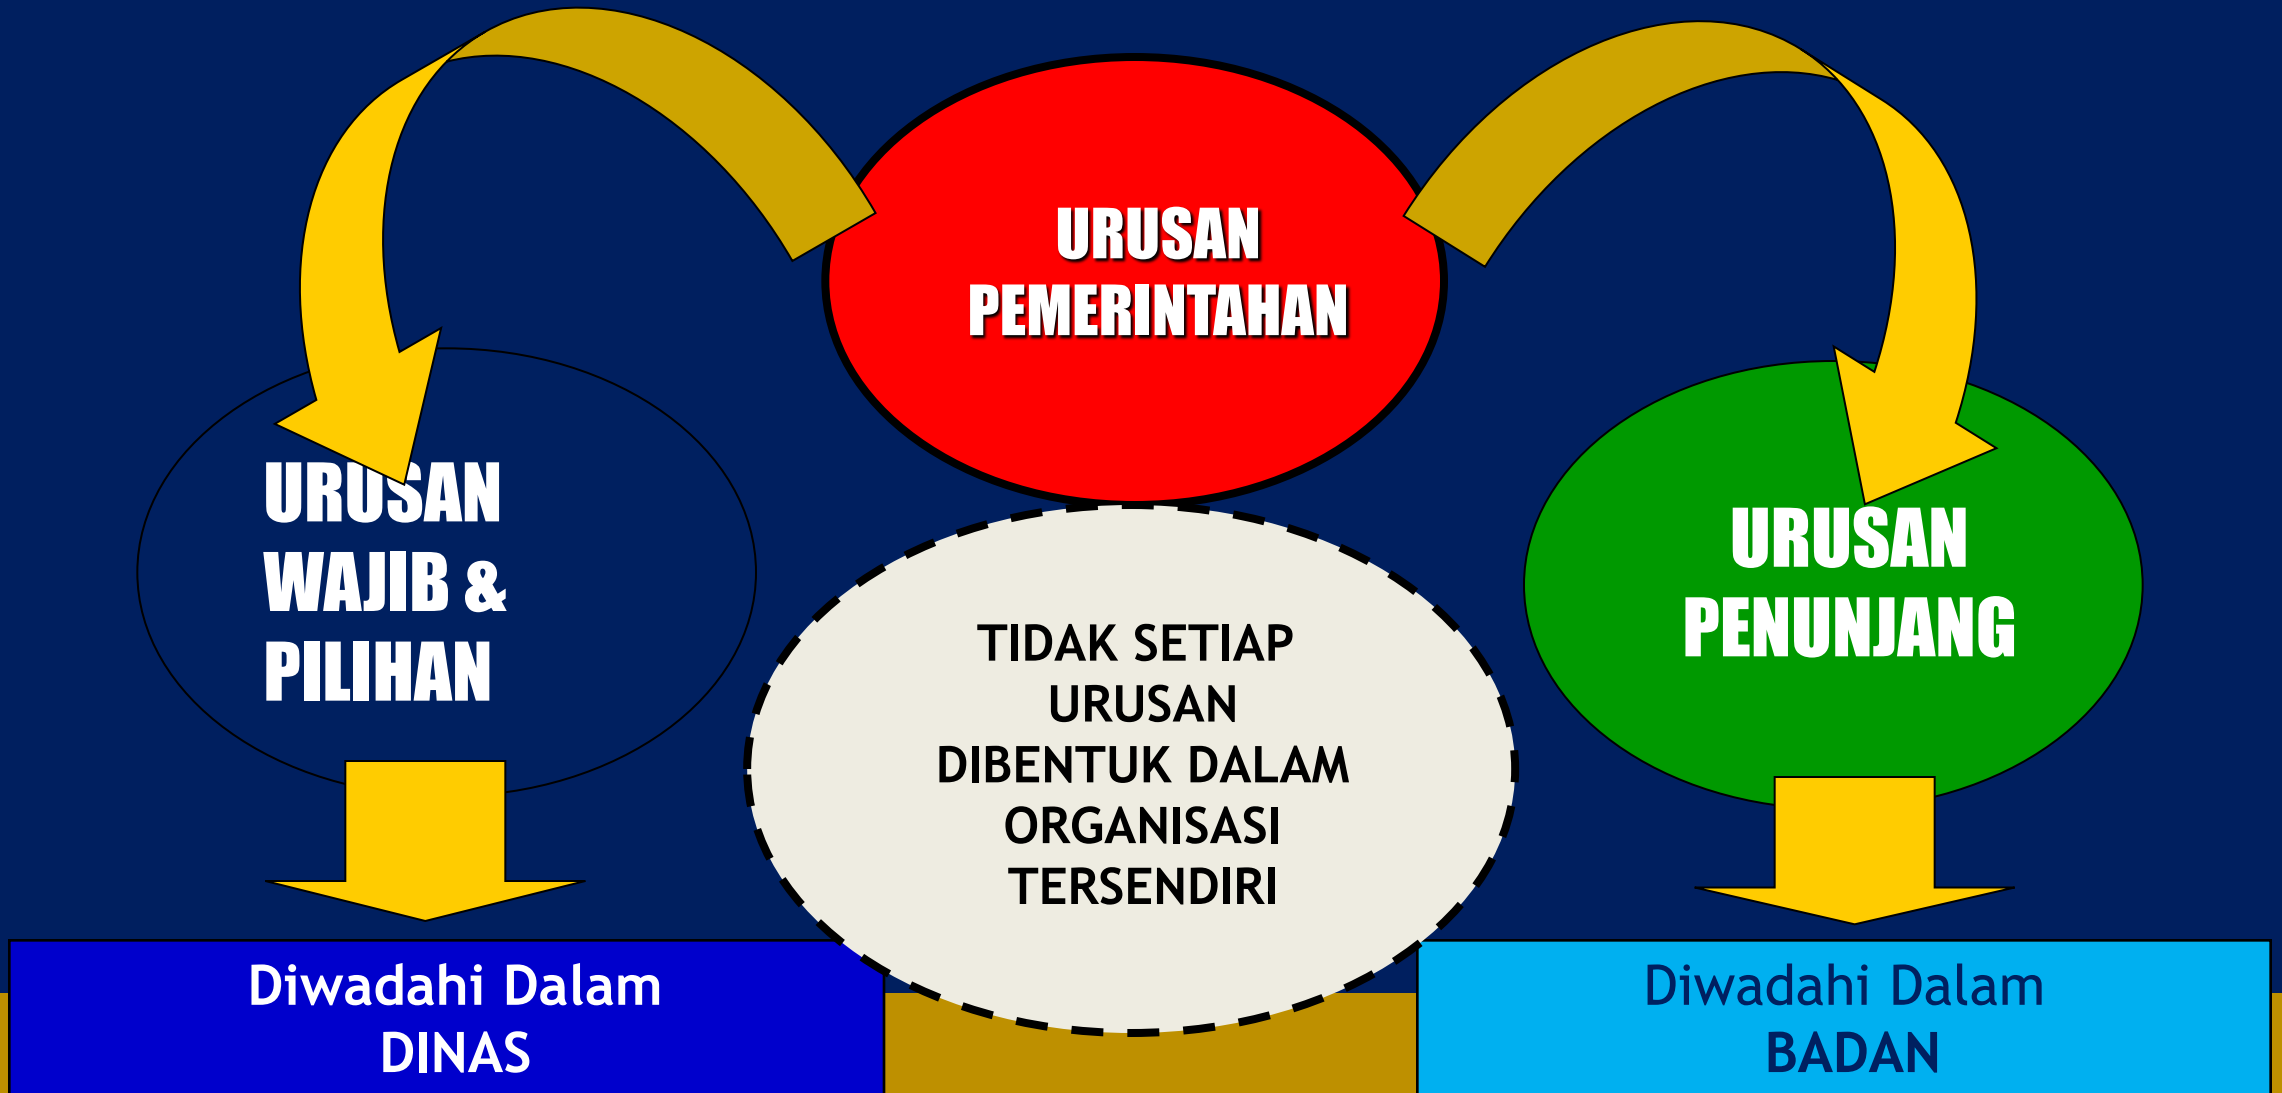 URUSAN
PEMERINTAHAN
URUSAN
WAJIB &
PILIHAN
URUSAN
PENUNJANG
TIDAK SETIAP
URUSAN
DIBENTUK DALAM
ORGANISASI
TERSENDIRI
Diwadahi Dalam
DINAS
Diwadahi Dalam
BADAN